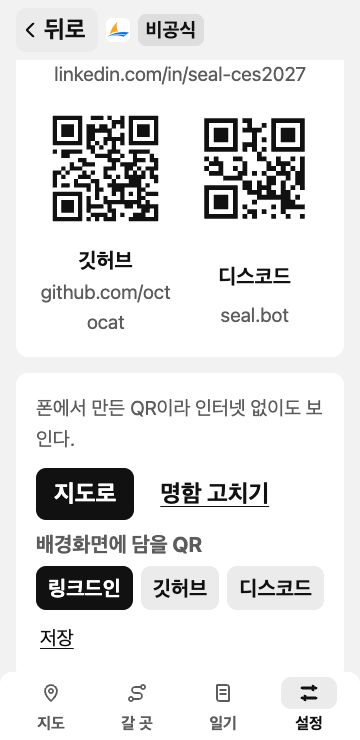 뒤로
비공식
linkedin.com/in/seal-ces2027
깃허브
github.com/oct
ocat
디스코드
seal.bot
폰에서 만든 QR이라 인터넷 없이도 보
인다.
지도로
명함 고치기
배경화면에 담을 QR
링크드인
깃허브
디스코드
저장
지도
갈 곳
일기
설정